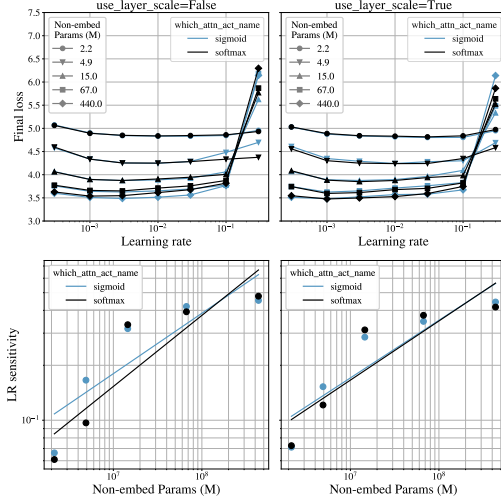 use_layer_scale=False
use_layer_scale=True
Final loss
7.5
7.0
6.5
6.0
5.5
5.0
4.5
4.0
3.5
3.0
Non-embed
Params (M)
2.2
4.9
15.0
67.0
440.0
which_attn_act_name
sigmoid
softmax
Non-embed
Params (M)
2.2
4.9
15.0
67.0
440.0
which_attn_act_name
sigmoid
softmax
10⁻³ 10⁻² 10⁻¹
10⁻³ 10⁻² 10⁻¹
Learning rate
Learning rate
LR sensitivity
10⁻¹
which_attn_act_name
sigmoid
softmax
which_attn_act_name
sigmoid
softmax
10⁷ 10⁸
10⁷ 10⁸
Non-embed Params (M)
Non-embed Params (M)